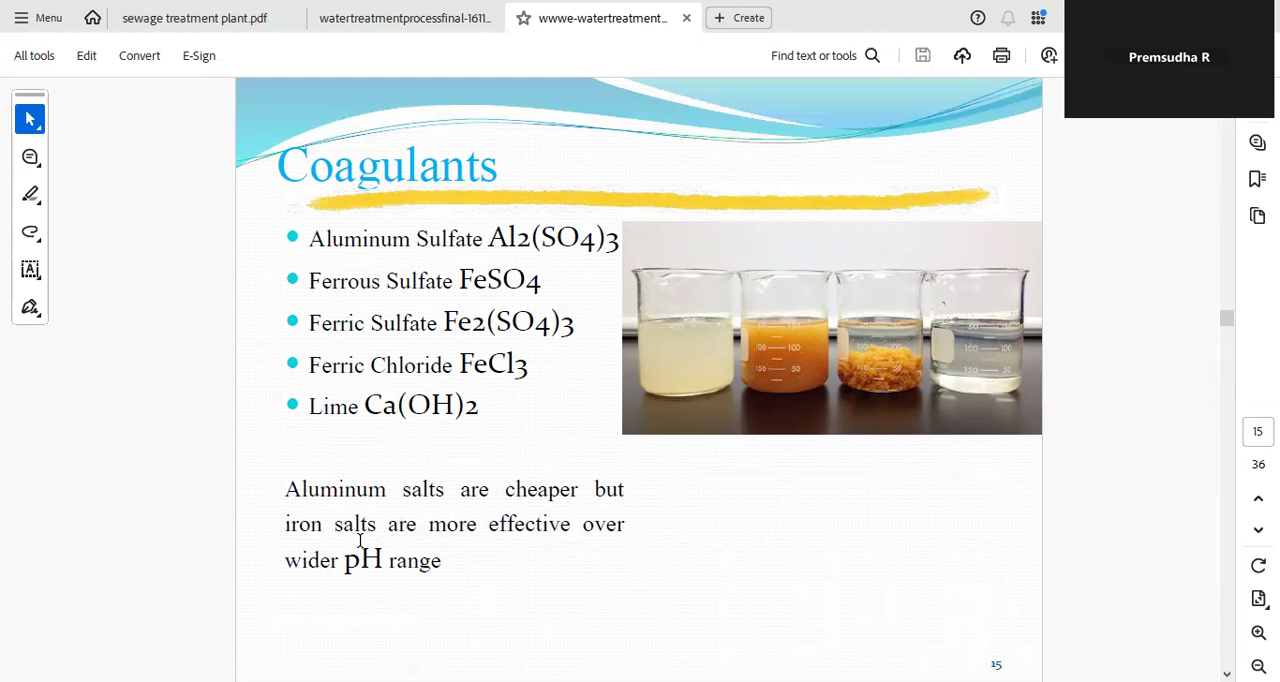 Menu
sewage treatment plant.pdf
watertreatmentprocessfinal-1611...
wwwe-watertreatment...
Create
All tools
Edit
Convert
E-Sign
Find text or tools
Premsudha R
Coagulants
Aluminum Sulfate Al2(SO4)3
Ferrous Sulfate FeSO4
Ferric Sulfate Fe2(SO4)3
Ferric Chloride FeCl3
Lime Ca(OH)2
Aluminum salts are cheaper but
iron salts are more effective over
wider pH range
15
15
36